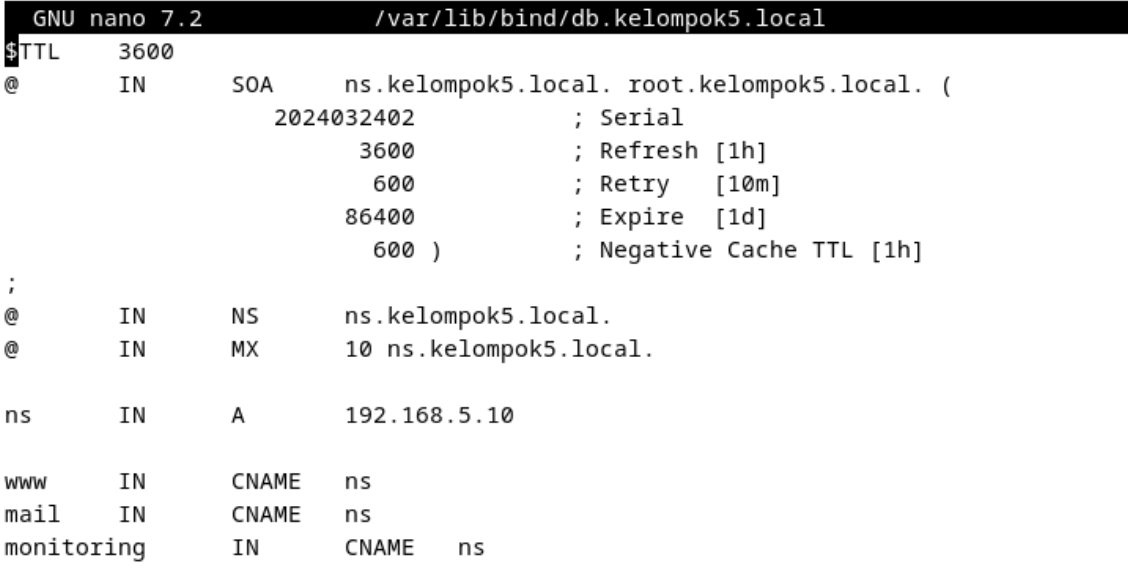 GNU nano 7.2 /var/lib/bind/db.kelompok5.local
$TTL 3600
@ IN SOA ns.kelompok5.local. root.kelompok5.local. (
2024032402 ; Serial
3600 ; Refresh [1h]
600 ; Retry [10m]
86400 ; Expire [1d]
600 ) ; Negative Cache TTL [1h]
;
@ IN NS ns.kelompok5.local.
@ IN MX 10 ns.kelompok5.local.
ns IN A 192.168.5.10
www IN CNAME ns
mail IN CNAME ns
monitoring IN CNAME ns